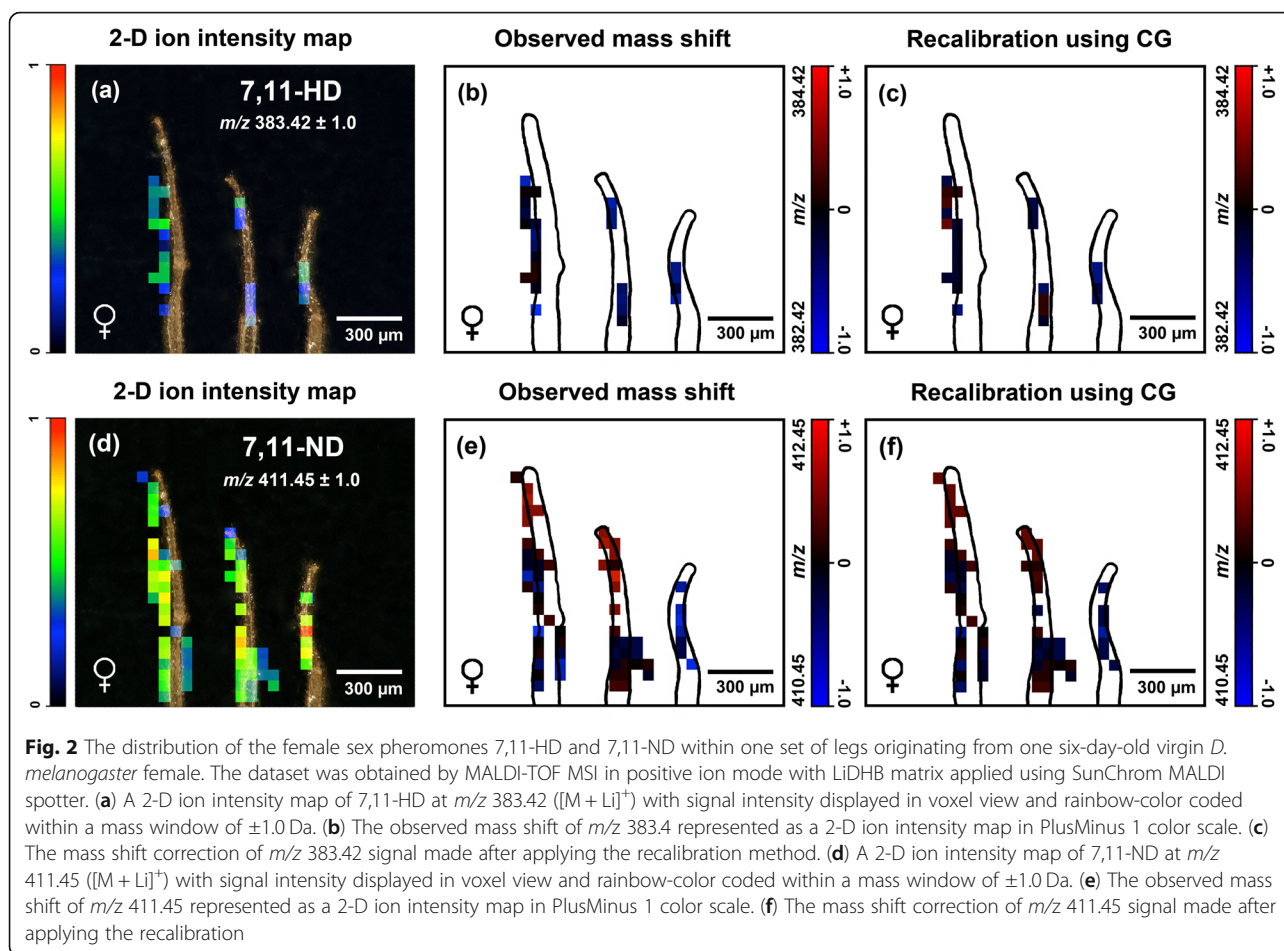 2-D ion intensity map
Observed mass shift
Recalibration using CG
1
0
(a)
7,11-HD
m/z 383.42 ± 1.0
♀
300 µm
(b)
♀
300 µm
384.42
m/z
382.42
+1.0
0
-1.0
(c)
♀
300 µm
384.42
m/z
382.42
+1.0
0
-1.0
2-D ion intensity map
Observed mass shift
Recalibration using CG
1
0
(d)
7,11-ND
m/z 411.45 ± 1.0
♀
300 µm
(e)
♀
300 µm
412.45
m/z
410.45
+1.0
0
-1.0
(f)
♀
300 µm
412.45
m/z
410.45
+1.0
0
-1.0
Fig. 2 The distribution of the female sex pheromones 7,11-HD and 7,11-ND within one set of legs originating from one six-day-old virgin D.
melanogaster female. The dataset was obtained by MALDI-TOF MSI in positive ion mode with LiDHB matrix applied using SunChrom MALDI
spotter. (a) A 2-D ion intensity map of 7,11-HD at m/z 383.42 ([M + Li]⁺) with signal intensity displayed in voxel view and rainbow-color coded
within a mass window of ±1.0 Da. (b) The observed mass shift of m/z 383.4 represented as a 2-D ion intensity map in PlusMinus 1 color scale. (c)
The mass shift correction of m/z 383.42 signal made after applying the recalibration method. (d) A 2-D ion intensity map of 7,11-ND at m/z
411.45 ([M + Li]⁺) with signal intensity displayed in voxel view and rainbow-color coded within a mass window of ±1.0 Da. (e) The observed mass
shift of m/z 411.45 represented as a 2-D ion intensity map in PlusMinus 1 color scale. (f) The mass shift correction of m/z 411.45 signal made after
applying the recalibration